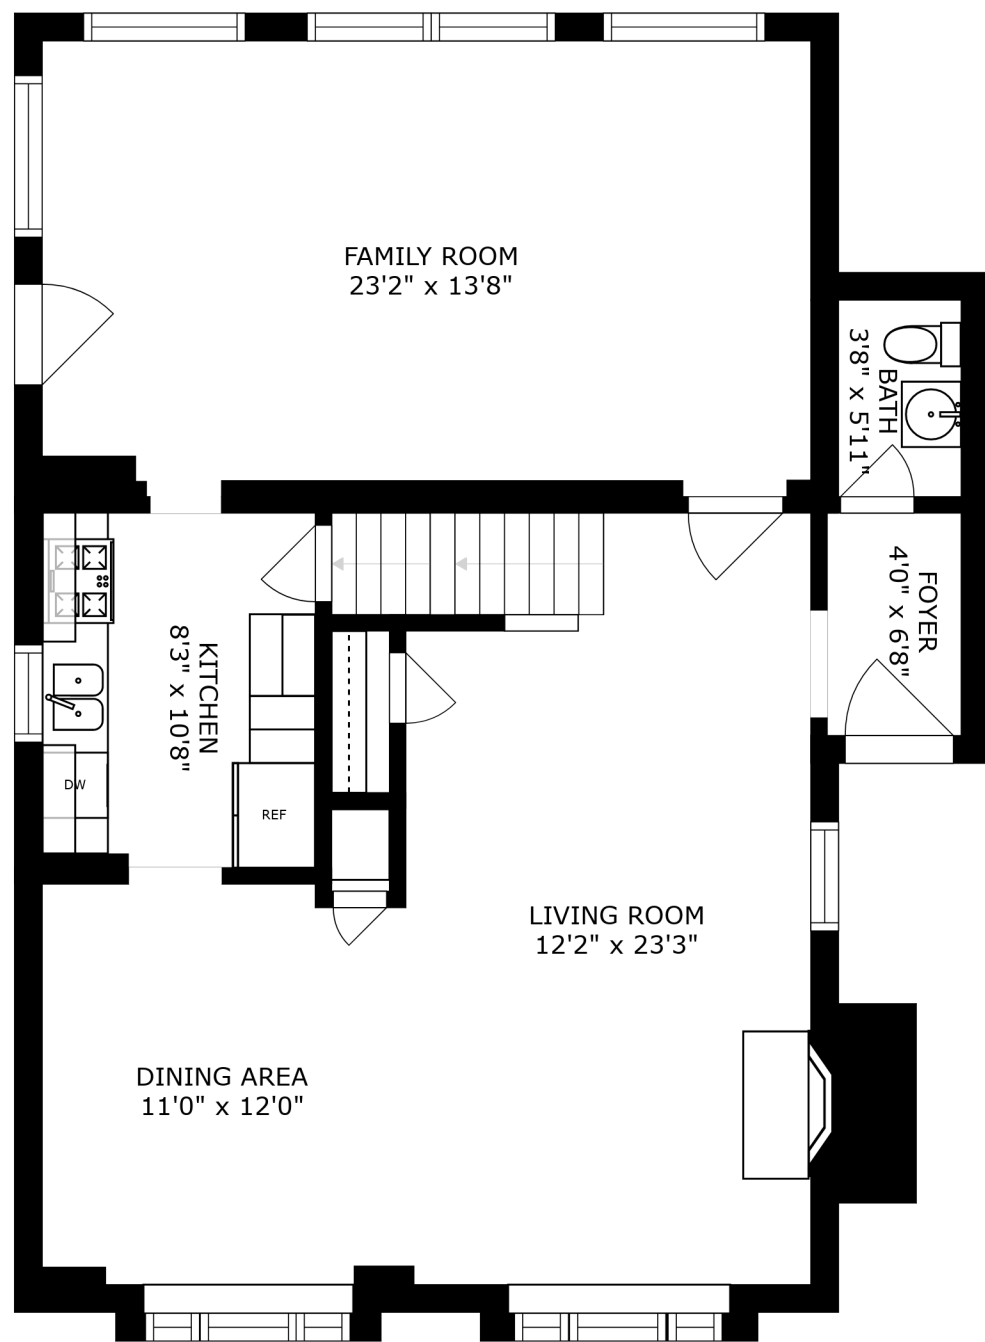 FAMILY ROOM
23'2" x 13'8"
BATH
3'8" x 5'11"
FOYER
4'0" x 6'8"
KITCHEN
8'3" x 10'8"
DW
REF
LIVING ROOM
12'2" x 23'3"
DINING AREA
11'0" x 12'0"